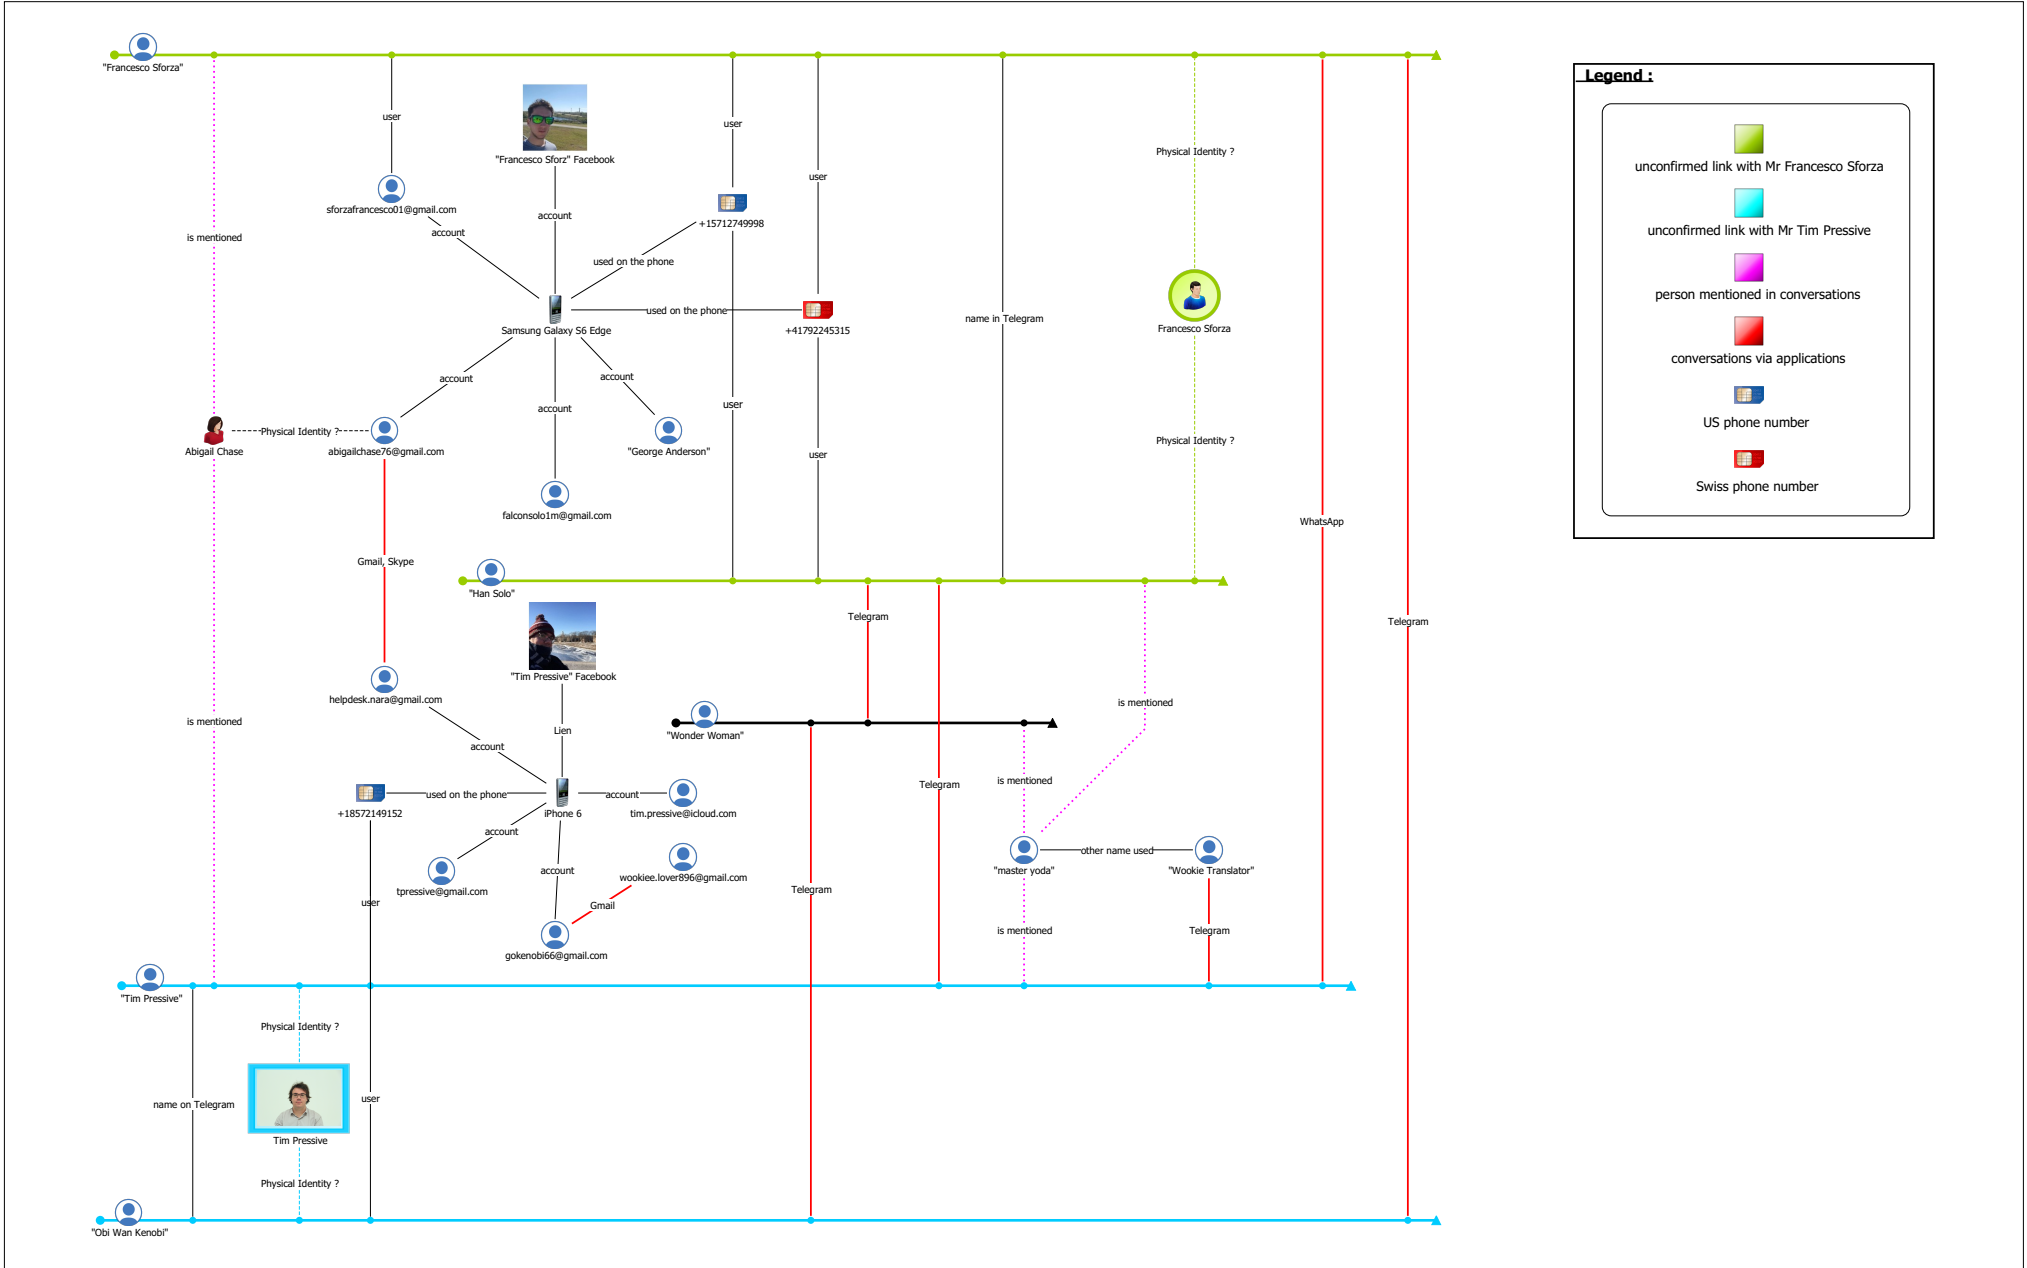 "Francesco Sforza"
Legend :
user
"Francesco Sforz" Facebook
user
Physical Identity ?
unconfirmed link with Mr Francesco Sforza
user
sforzafrancesco01@gmail.com
account
+15712749998
account
is mentioned
unconfirmed link with Mr Tim Pressive
used on the phone
person mentioned in conversations
used on the phone
name in Telegram
Samsung Galaxy S6 Edge
+41792245315
Francesco Sforza
conversations via applications
account
account
account
user
US phone number
Physical Identity ?
Physical Identity ?
Abigail Chase
abigailchase76@gmail.com
"George Anderson"
user
Swiss phone number
falconsolo1m@gmail.com
WhatsApp
Gmail, Skype
"Han Solo"
Telegram
Telegram
"Tim Pressive" Facebook
helpdesk.nara@gmail.com
is mentioned
is mentioned
Lien
"Wonder Woman"
account
is mentioned
Telegram
used on the phone
account
+18572149152
iPhone 6
tim.pressive@icloud.com
account
other name used
account
"master yoda"
"Wookie Translator"
wookiee.lover896@gmail.com
tpressive@gmail.com
Telegram
user
Gmail
is mentioned
Telegram
gokenobi66@gmail.com
"Tim Pressive"
Physical Identity ?
user
name on Telegram
Tim Pressive
Physical Identity ?
"Obi Wan Kenobi"